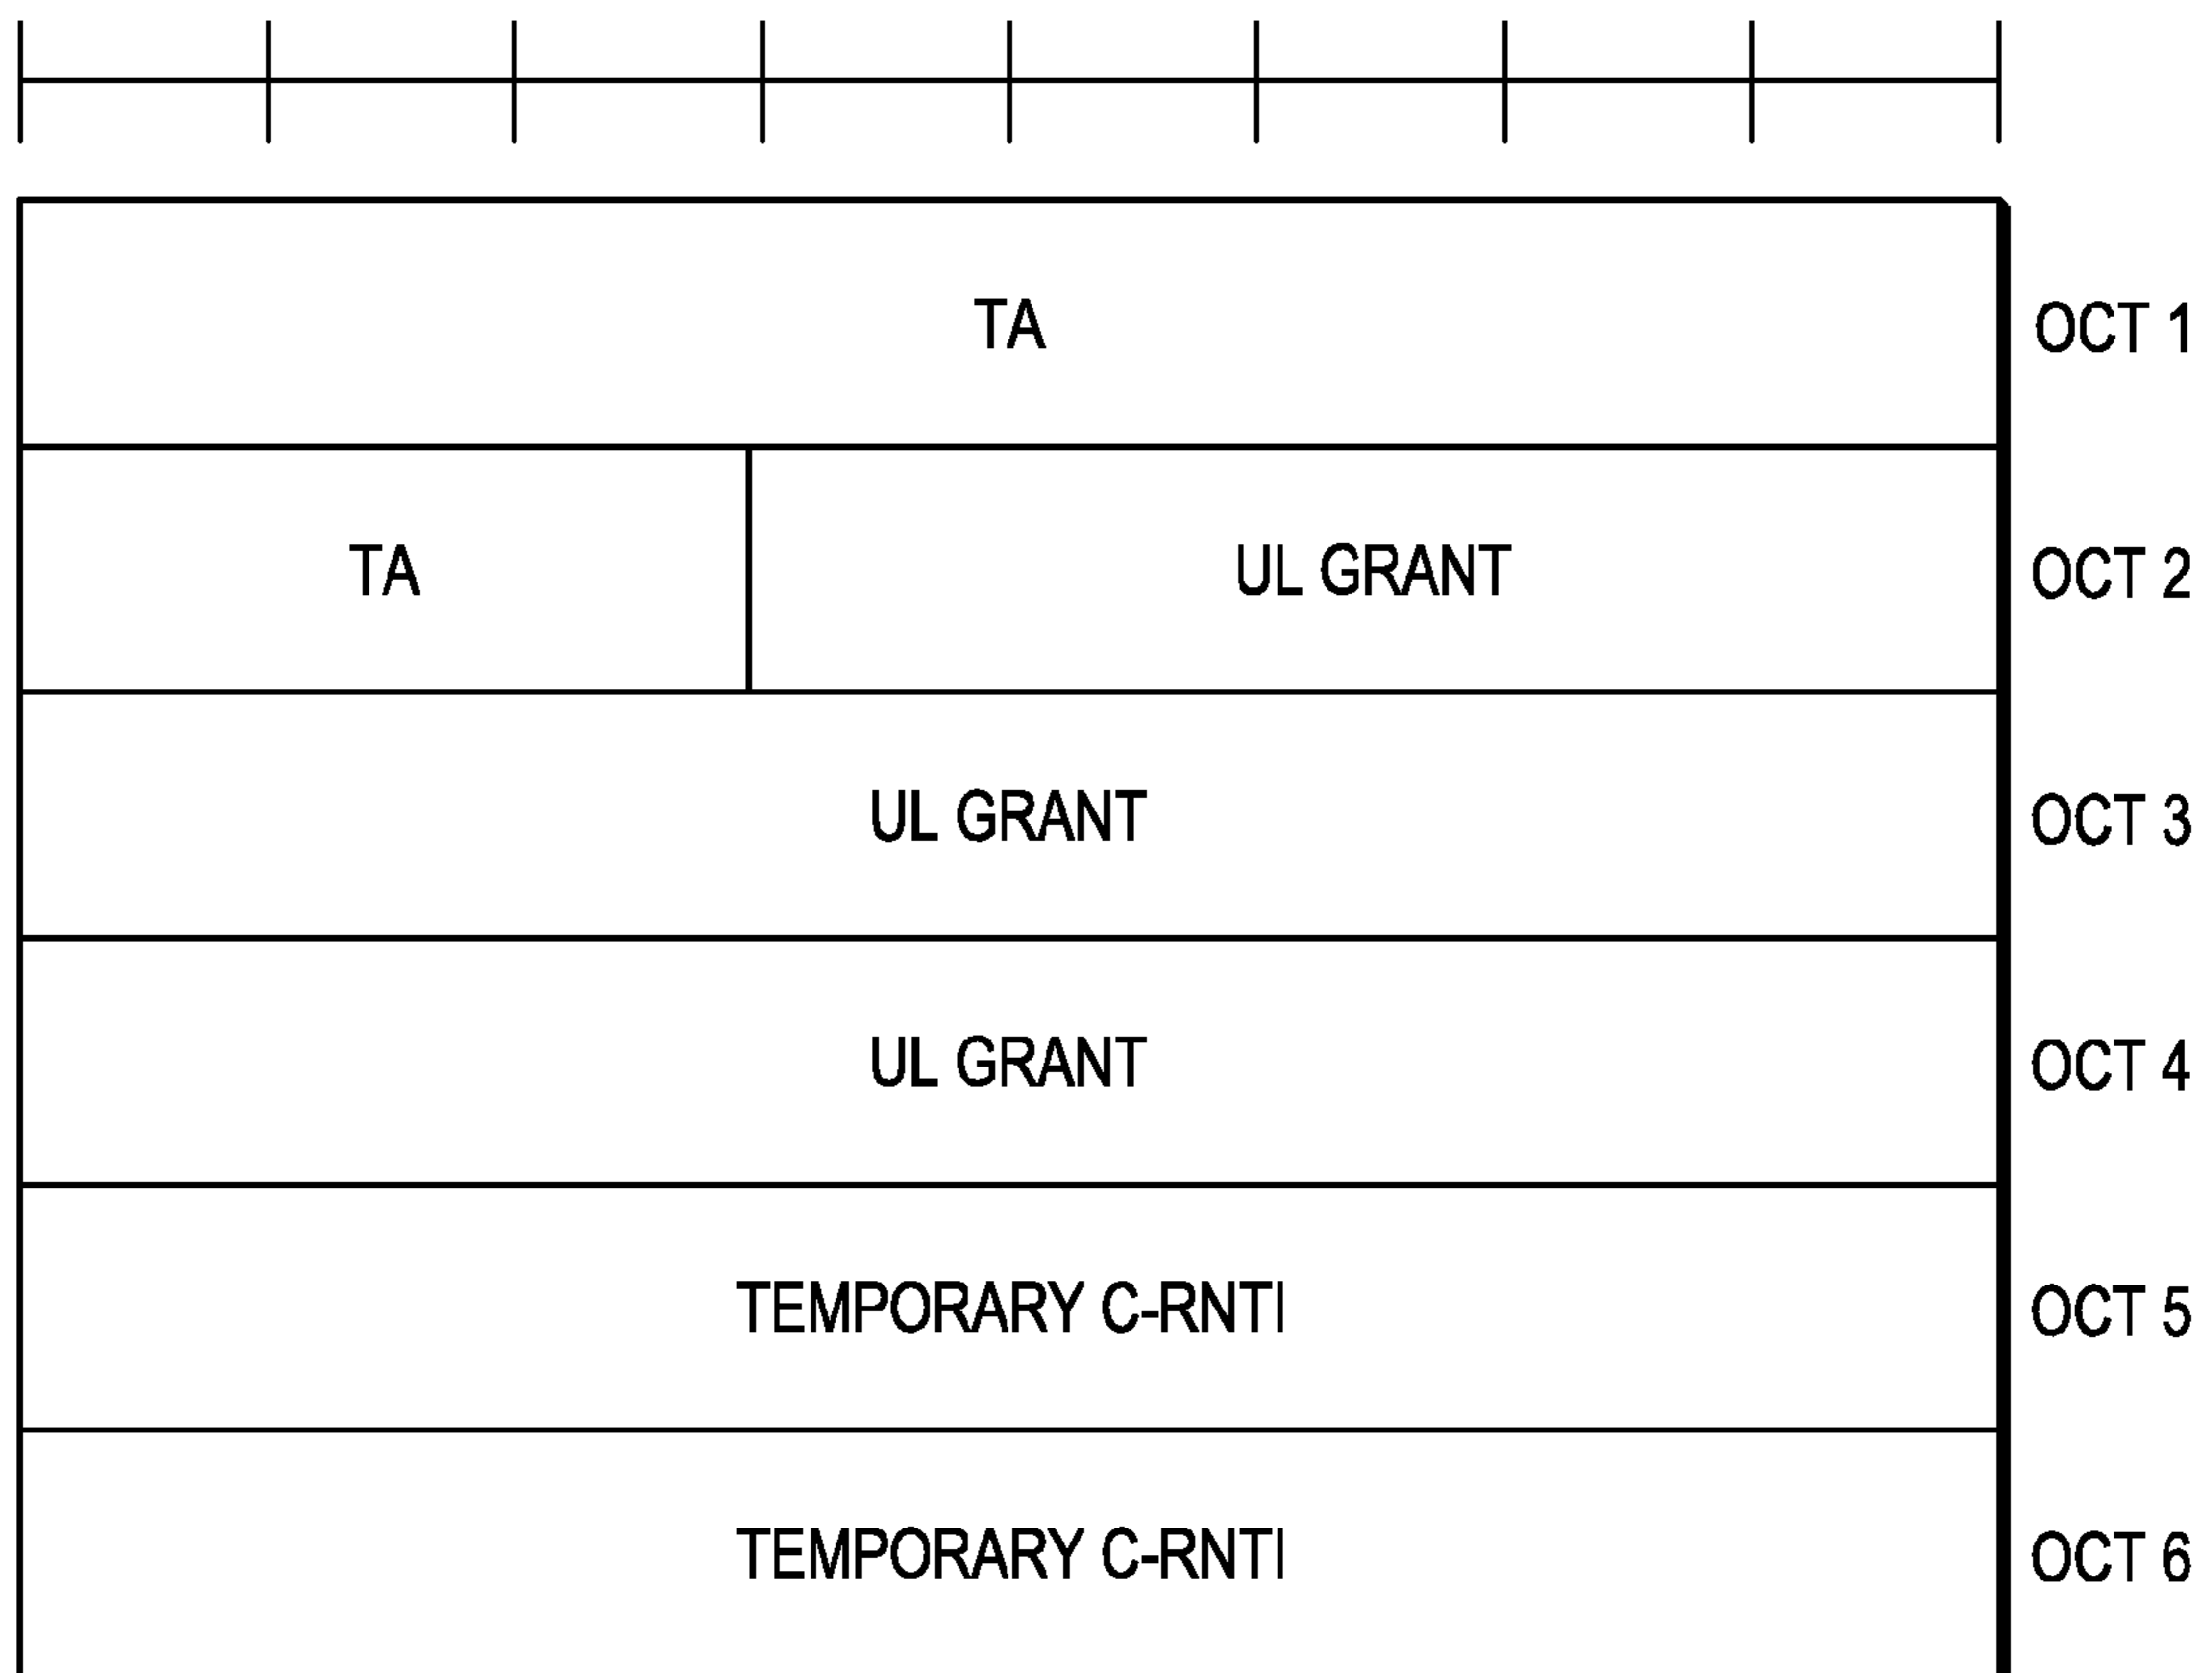 TA OCT 1
TA UL GRANT OCT 2
UL GRANT OCT 3
UL GRANT OCT 4
TEMPORARY C-RNTI OCT 5
TEMPORARY C-RNTI OCT 6